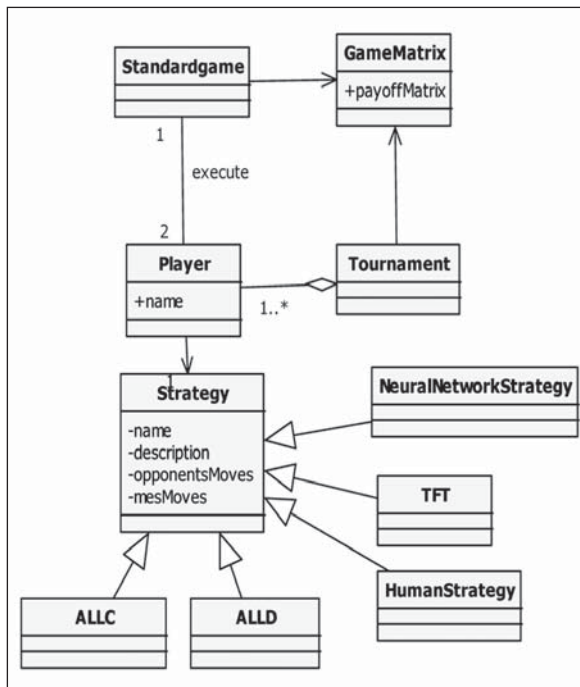 Standardgame
GameMatrix
+payoffMatrix
1
execute
2
Player
+name
1..*
Tournament
1
Strategy
-name
-description
-opponentsMoves
-mesMoves
NeuralNetworkStrategy
TFT
HumanStrategy
ALLC
ALLD